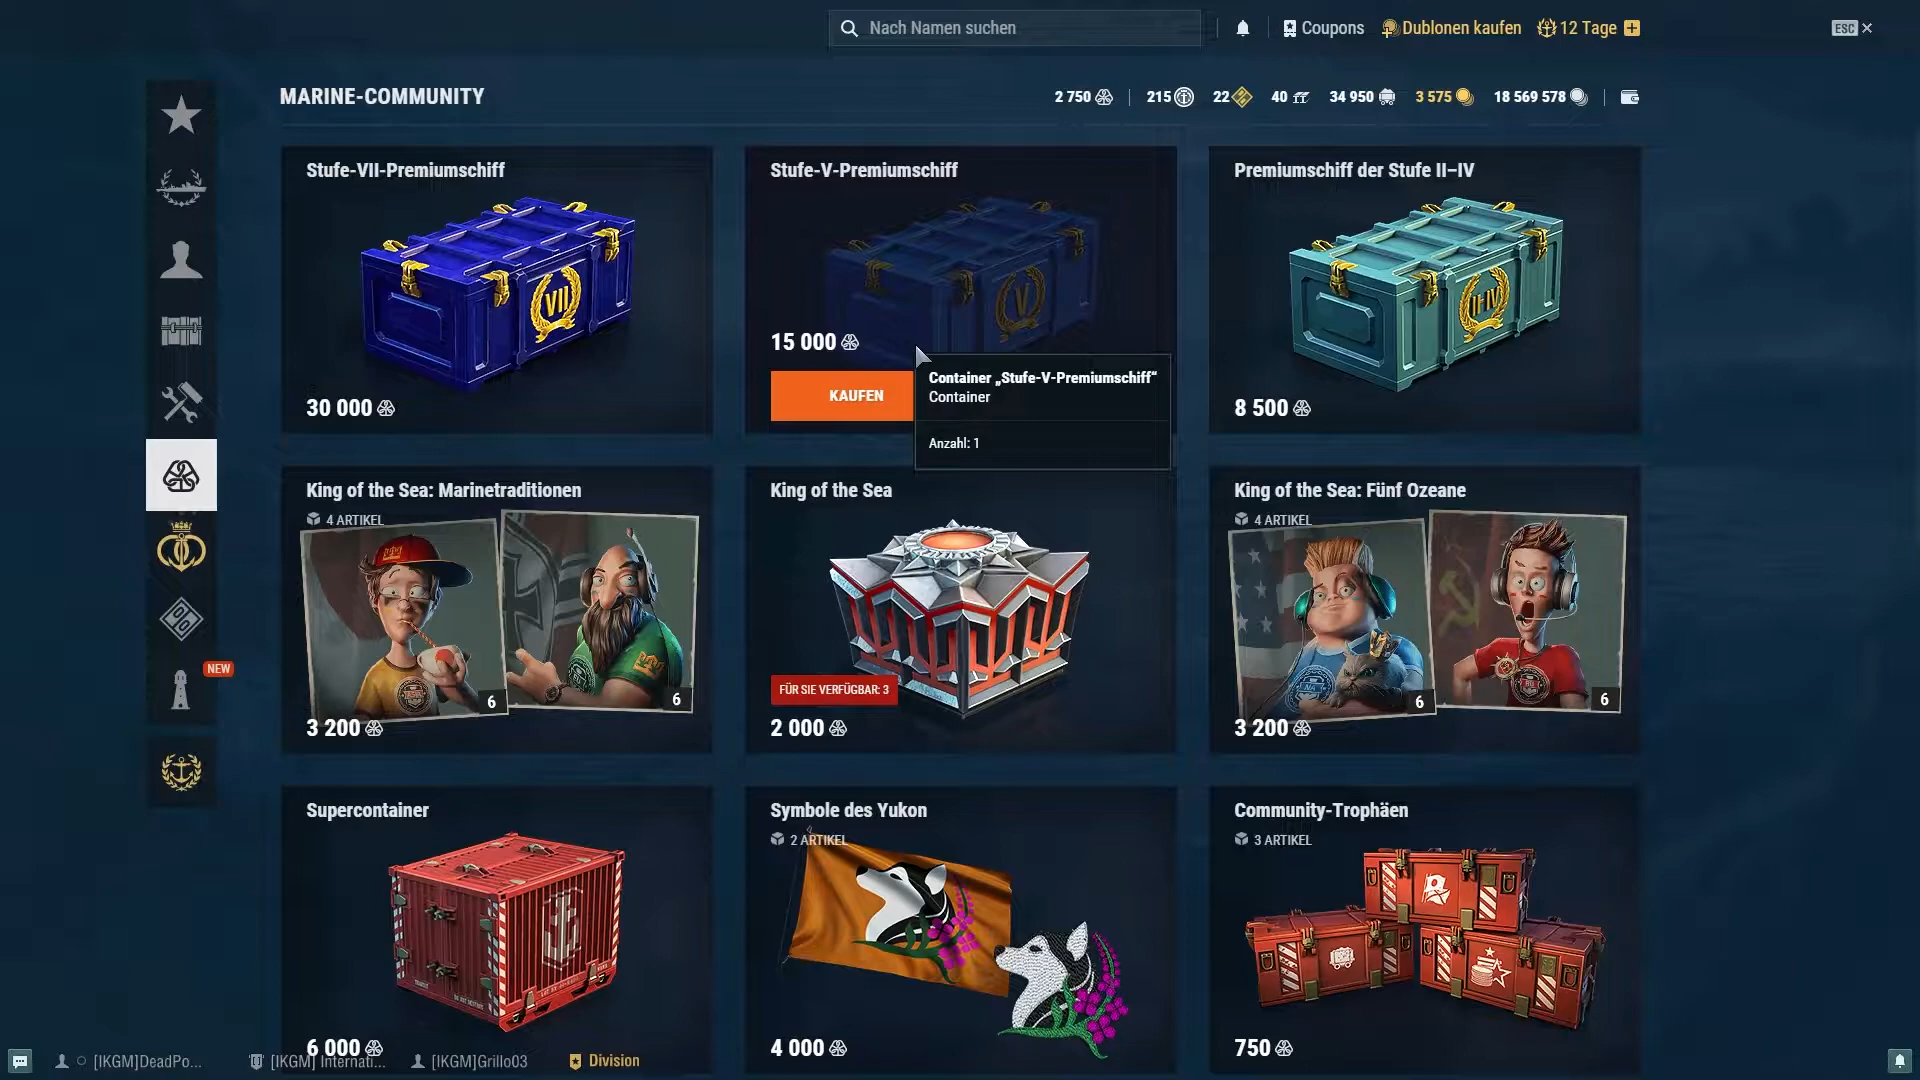 Nach Namen suchen
Coupons
Dublonen kaufen
12 Tage
ESC
MARINE-COMMUNITY
2 750
215
22
40
34 950
3 575
18 569 578
Stufe-VII-Premiumschiff
VII
30 000
Stufe-V-Premiumschiff
V
15 000
KAUFEN
Container „Stufe-V-Premiumschiff“
Container
Anzahl: 1
Premiumschiff der Stufe II–IV
II-IV
8 500
King of the Sea: Marinetraditionen
4 ARTIKEL
6
6
3 200
King of the Sea
FÜR SIE VERFÜGBAR: 3
2 000
King of the Sea: Fünf Ozeane
4 ARTIKEL
6
6
3 200
NEW
Supercontainer
6 000
Symbole des Yukon
2 ARTIKEL
4 000
Community-Trophäen
3 ARTIKEL
750
[IKGM]DeadPo...
[IKGM] Internati...
[IKGM]Grillo03
Division